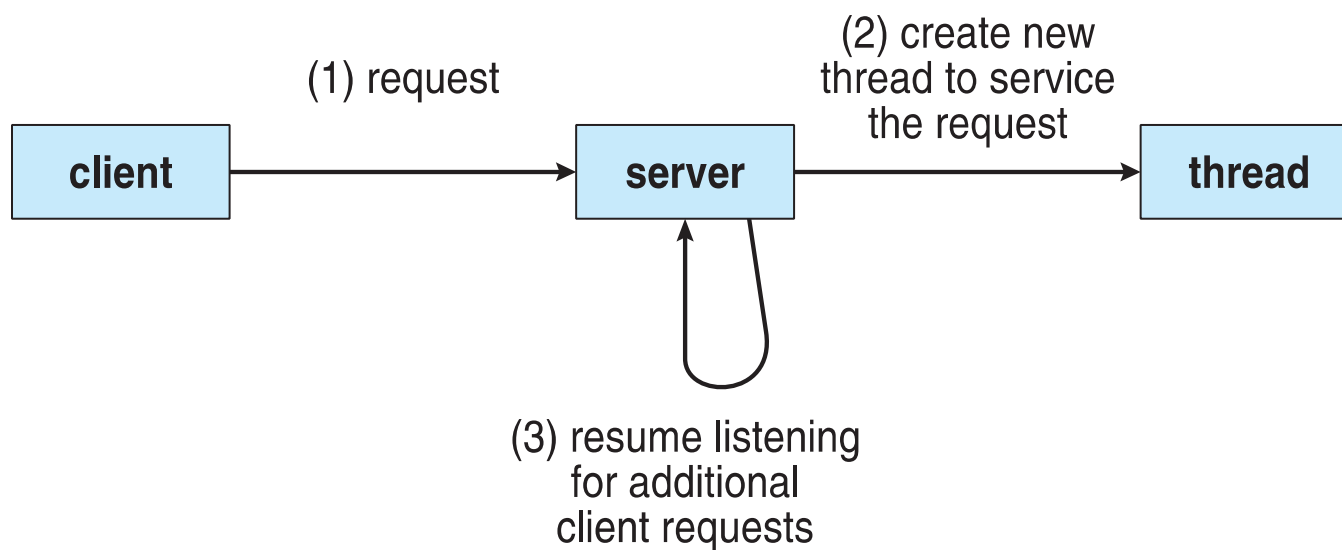 (1) request
(2) create new
thread to service
the request
client
server
thread
(3) resume listening
for additional
client requests